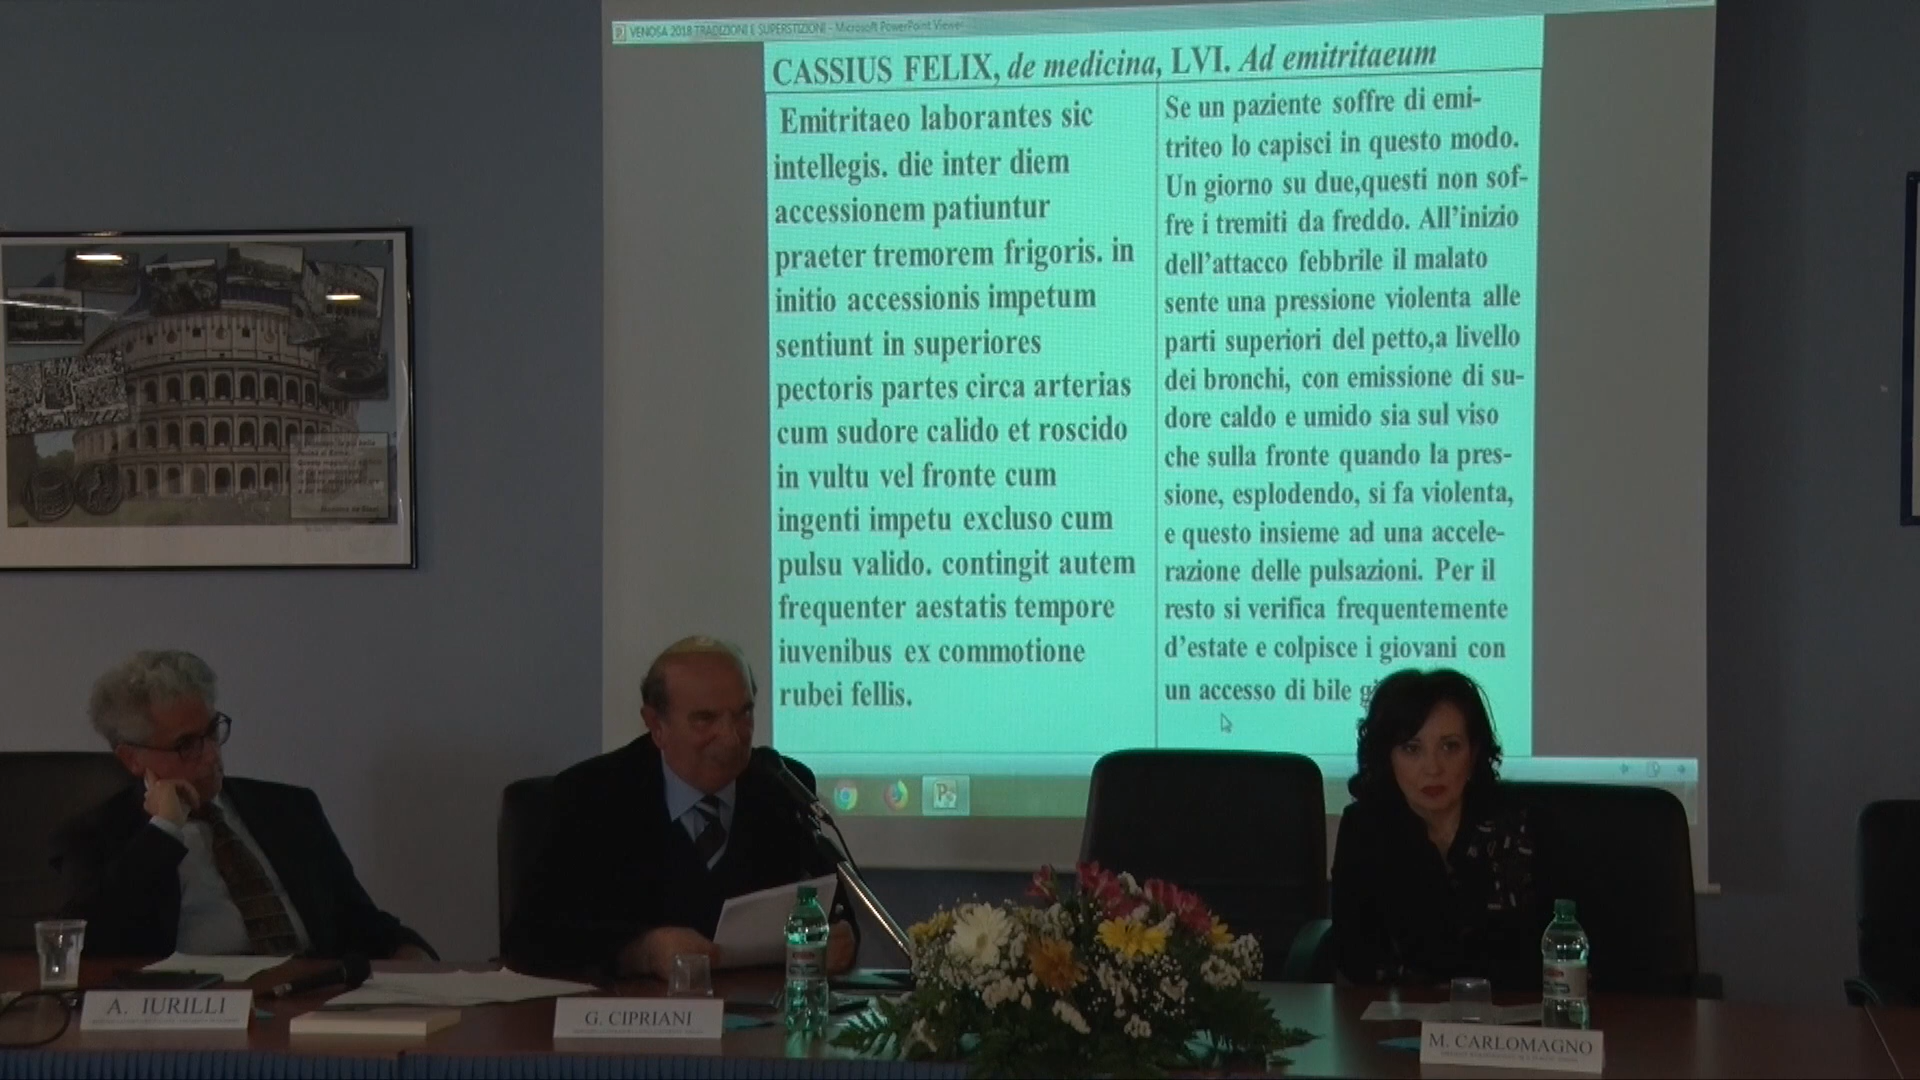 VENOSA 2018 TRADIZIONI E SUPERSTIZIONI - Microsoft PowerPoint Viewer
CASSIUS FELIX, de medicina, LVI. Ad emitritaeum
Emitritaeo laborantes sic
intellegis. die inter diem
accessionem patiuntur
praeter tremorem frigoris. in
initio accessionis impetum
sentiunt in superiores
pectoris partes circa arterias
cum sudore calido et roscido
in vultu vel fronte cum
ingenti impetu excluso cum
pulsu valido. contingit autem
frequenter aestatis tempore
iuvenibus ex commotione
rubei fellis.
Se un paziente soffre di emi-
triteo lo capisci in questo modo.
Un giorno su due,questi non sof-
fre i tremiti da freddo. All'inizio
dell'attacco febbrile il malato
sente una pressione violenta alle
parti superiori del petto,a livello
dei bronchi, con emissione di su-
dore caldo e umido sia sul viso
che sulla fronte quando la pres-
sione, esplodendo, si fa violenta,
e questo insieme ad una accele-
razione delle pulsazioni. Per il
resto si verifica frequentemente
d'estate e colpisce i giovani con
un accesso di bile
A. IURILLI
G. CIPRIANI
M. CARLOMAGNO